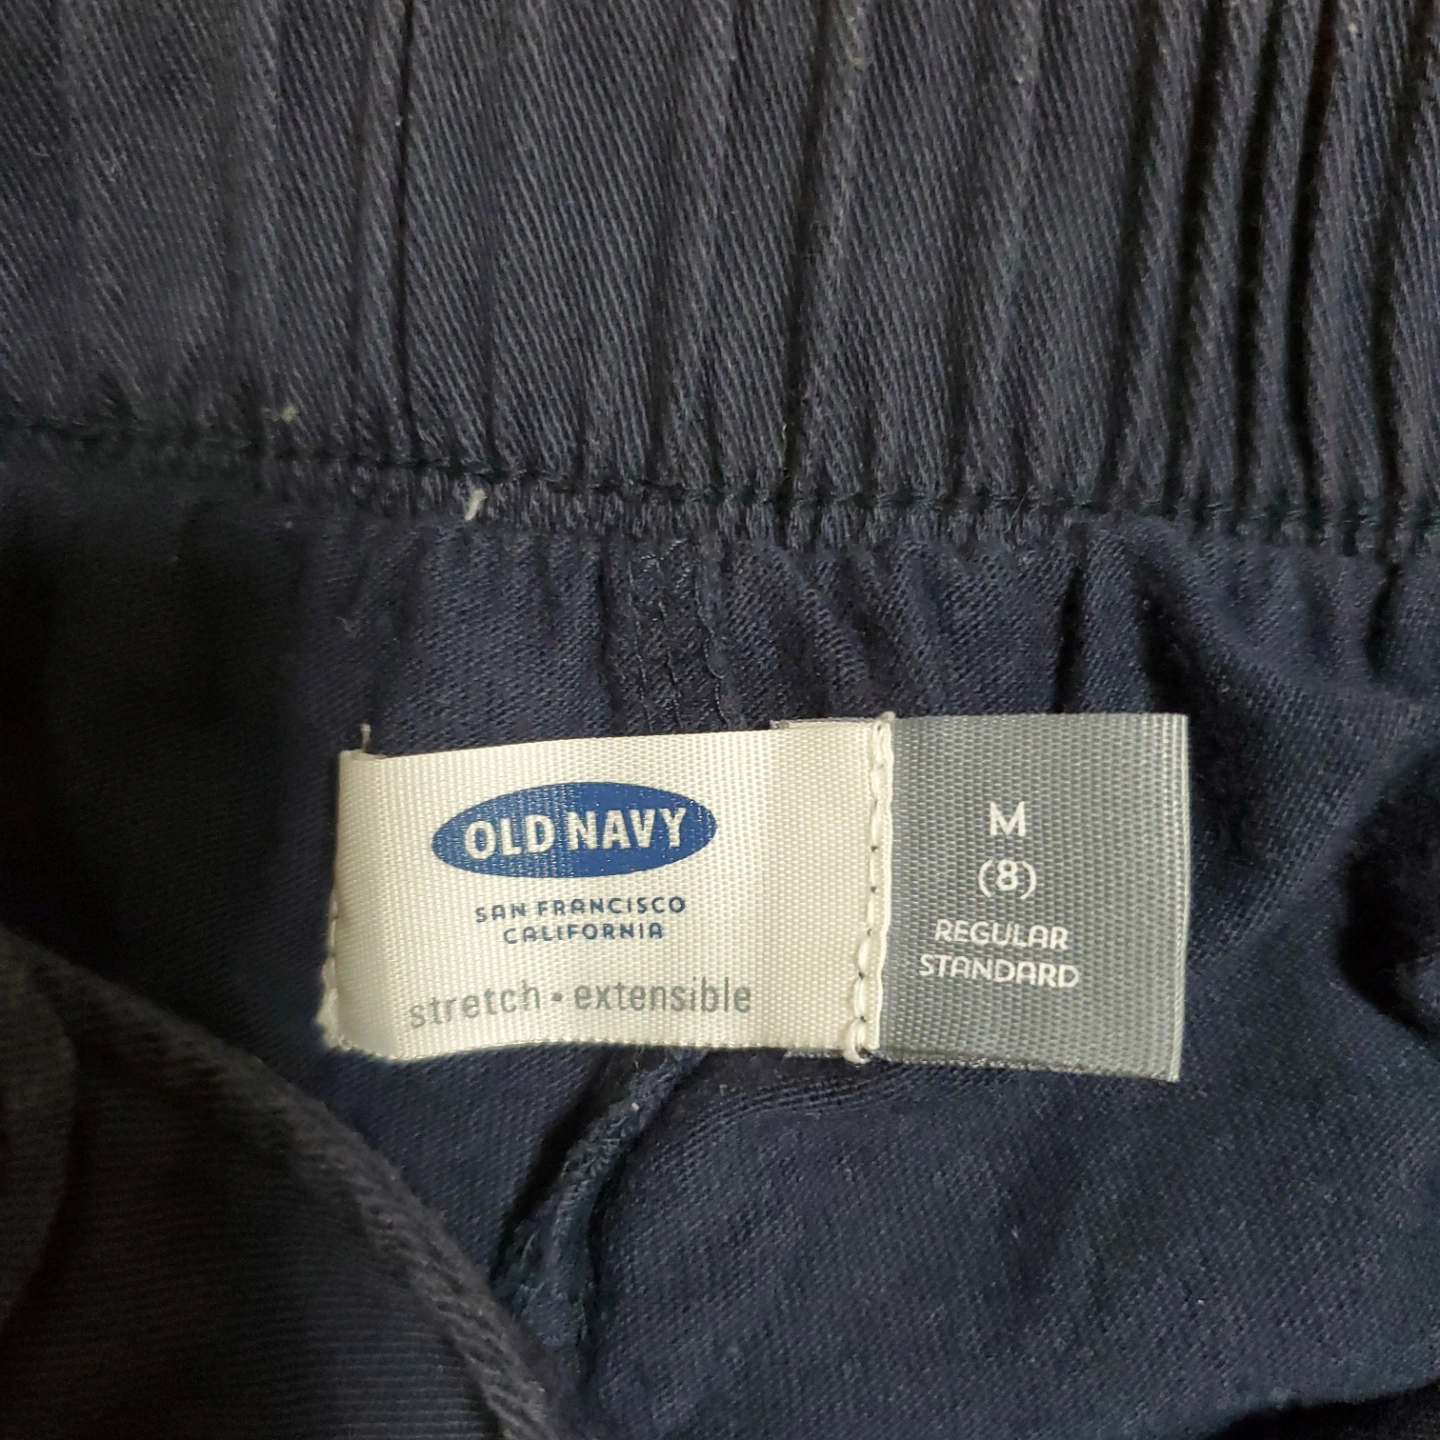 OLD NAVY
SAN FRANCISCO
CALIFORNIA
stretch • extensible
M
(8)
REGULAR
STANDARD